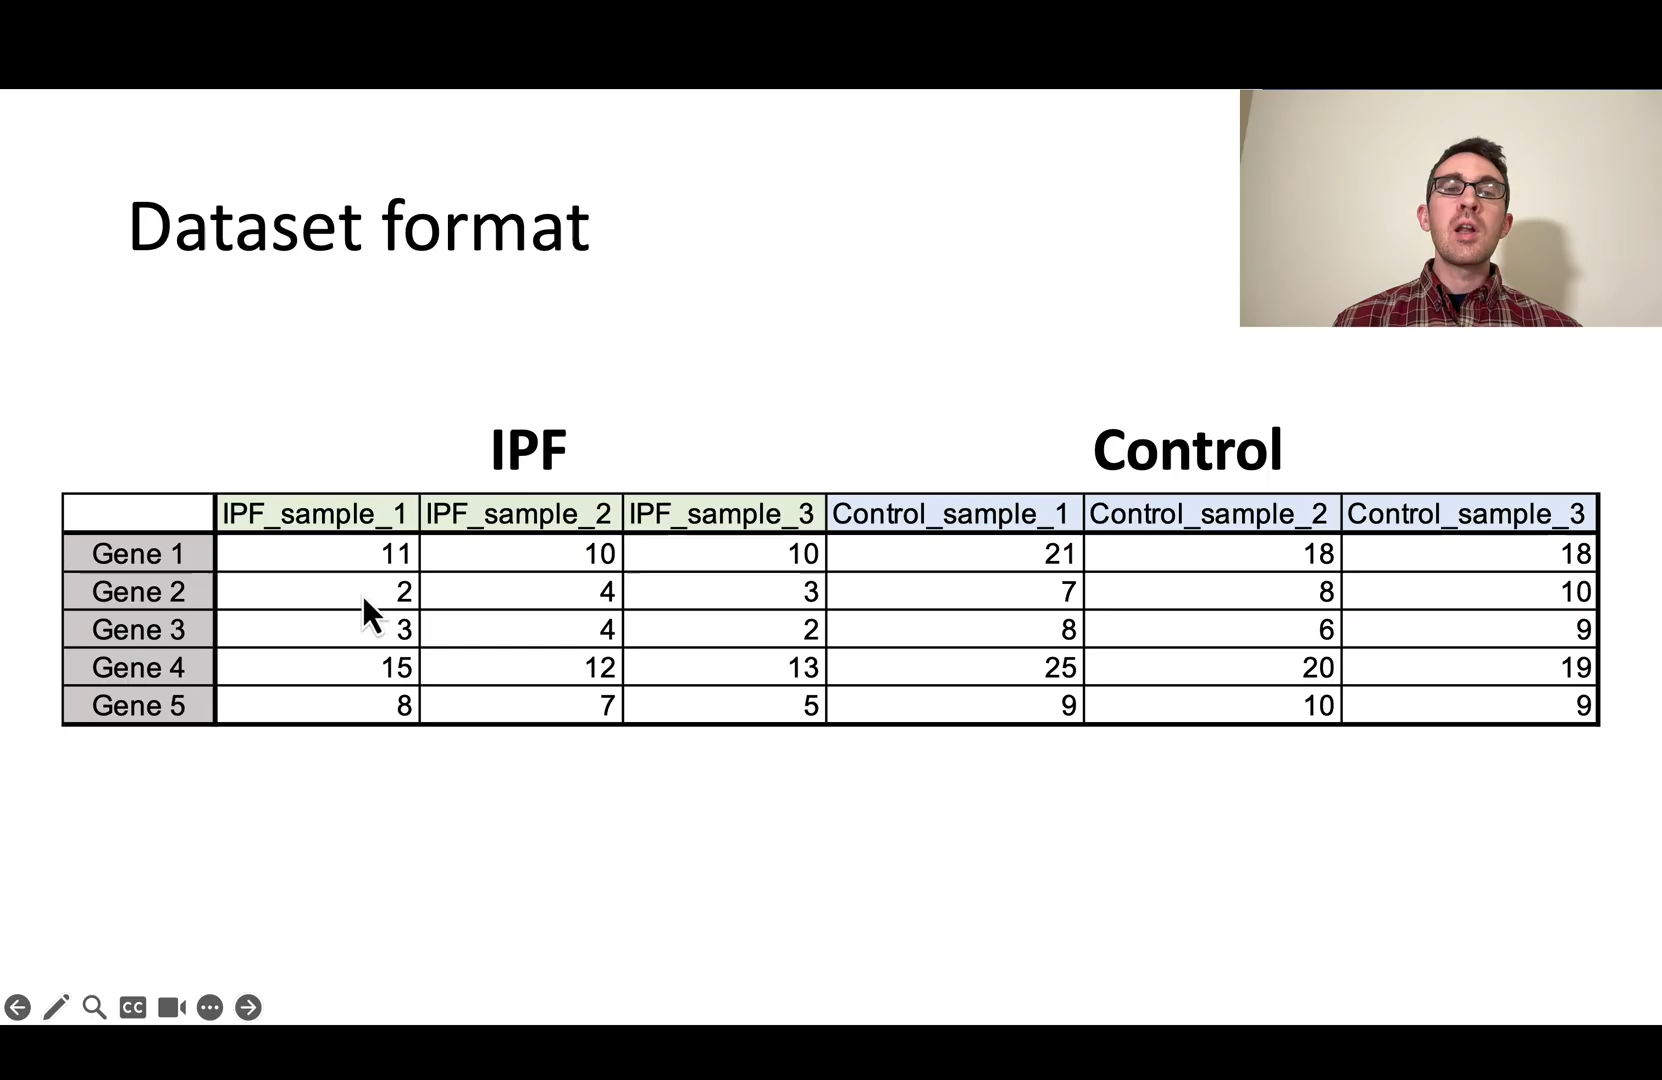 Dataset format
IPF Control
IPF_sample_1 IPF_sample_2 IPF_sample_3 Control_sample_1 Control_sample_2 Control_sample_3
Gene 1 11 10 10 21 18 18
Gene 2 2 4 3 7 8 10
Gene 3 3 4 2 8 6 9
Gene 4 15 12 13 25 20 19
Gene 5 8 7 5 9 10 9
CC